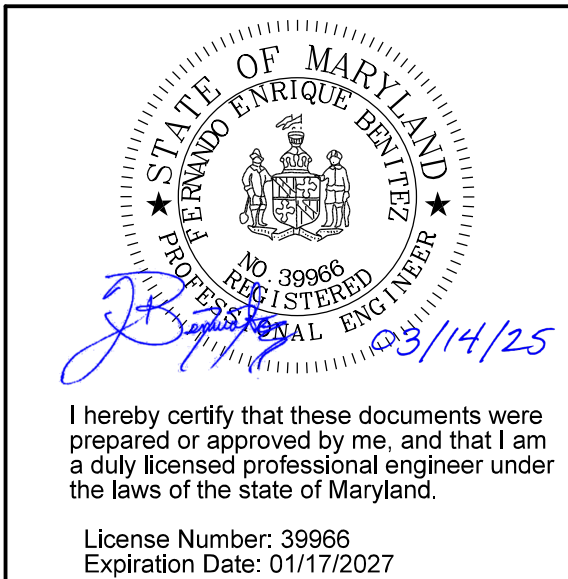 STATE OF MARYLAND
FERNANDO ENRIQUE BENITEZ
NO. 39966
REGISTERED
PROFESSIONAL ENGINEER
03/14/25
I hereby certify that these documents were
prepared or approved by me, and that I am
a duly licensed professional engineer under
the laws of the state of Maryland.
License Number: 39966
Expiration Date: 01/17/2027